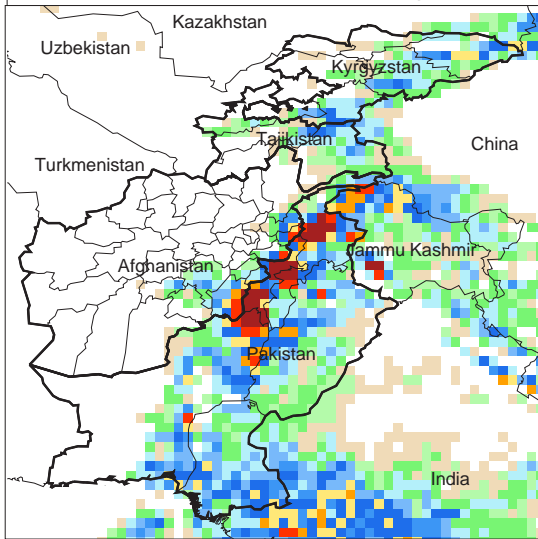 Kazakhstan
Uzbekistan
Kyrgyzstan
Tajikistan
China
Turkmenistan
Jammu Kashmir
Afghanistan
Pakistan
India